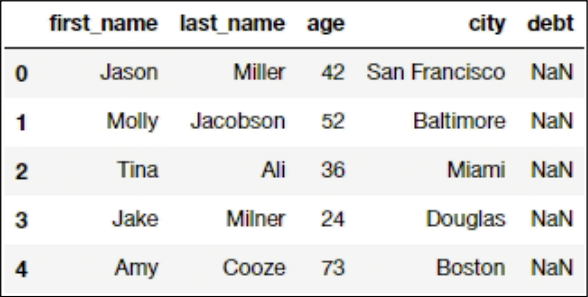 first_name last_name age city debt
0 Jason Miller 42 San Francisco NaN
1 Molly Jacobson 52 Baltimore NaN
2 Tina Ali 36 Miami NaN
3 Jake Milner 24 Douglas NaN
4 Amy Cooze 73 Boston NaN